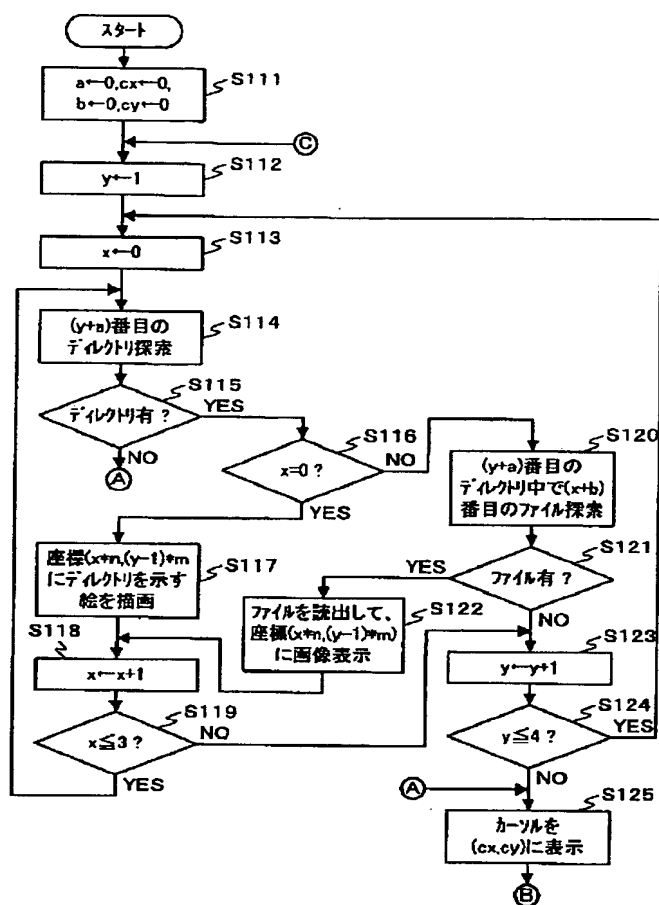 スタート
a←0,cx←0,
b←0,cy←0
S111
C
y←1
S112
x←0
S113
(y+a)番目の
ディレクトリ探索
S114
ディレクトリ有？
S115
YES
NO
A
x=0？
S116
NO
YES
座標(x*n,(y-1)*m
にディレクトリを示す
絵を描画
S117
x←x+1
S118
x≦3？
S119
NO
YES
(y+a)番目の
ディレクトリ中で(x+b)
番目のファイル探索
S120
ファイル有？
S121
YES
NO
ファイルを読出して、
座標(x*n,(y-1)*m)
に画像表示
S122
y←y+1
S123
y≦4？
S124
YES
NO
A
カーソルを
(cx,cy)に表示
S125
B